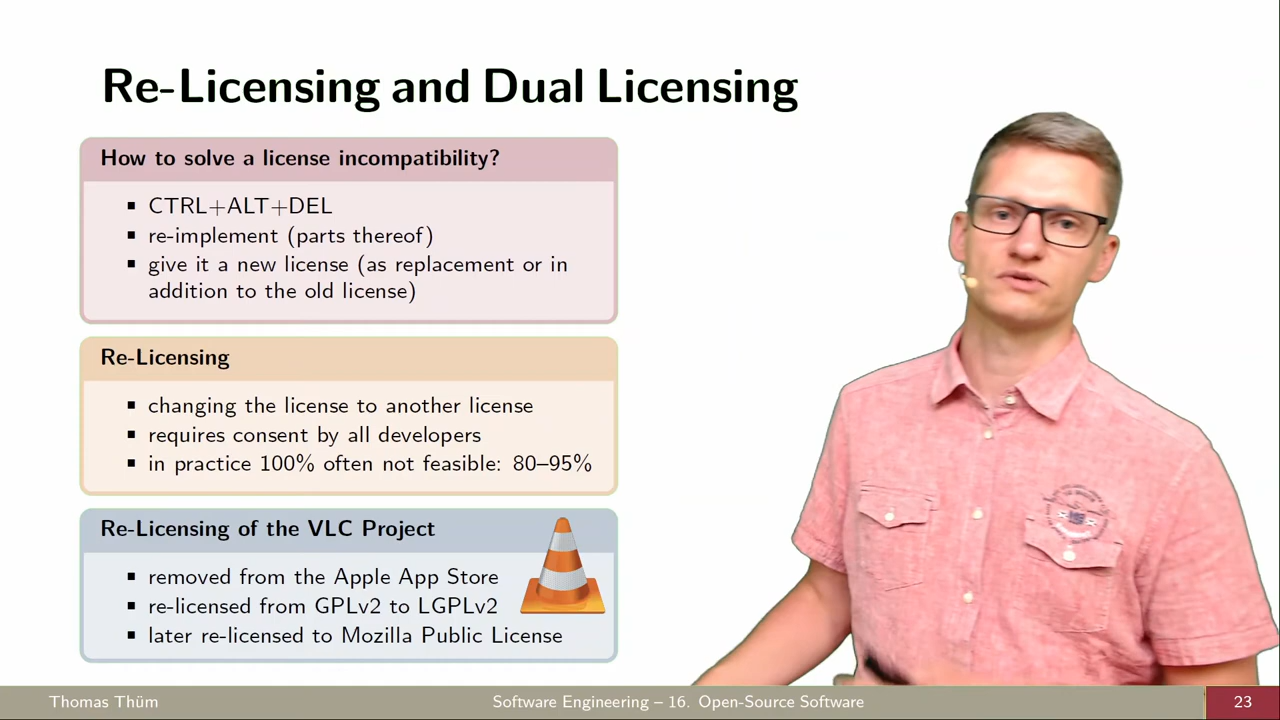 Re-Licensing and Dual Licensing
How to solve a license incompatibility?
▪ CTRL+ALT+DEL
▪ re-implement (parts thereof)
▪ give it a new license (as replacement or in
addition to the old license)
Re-Licensing
▪ changing the license to another license
▪ requires consent by all developers
▪ in practice 100% often not feasible: 80–95%
Re-Licensing of the VLC Project
▪ removed from the Apple App Store
▪ re-licensed from GPLv2 to LGPLv2
▪ later re-licensed to Mozilla Public License
Thomas Thüm
Software Engineering – 16. Open-Source Software
23